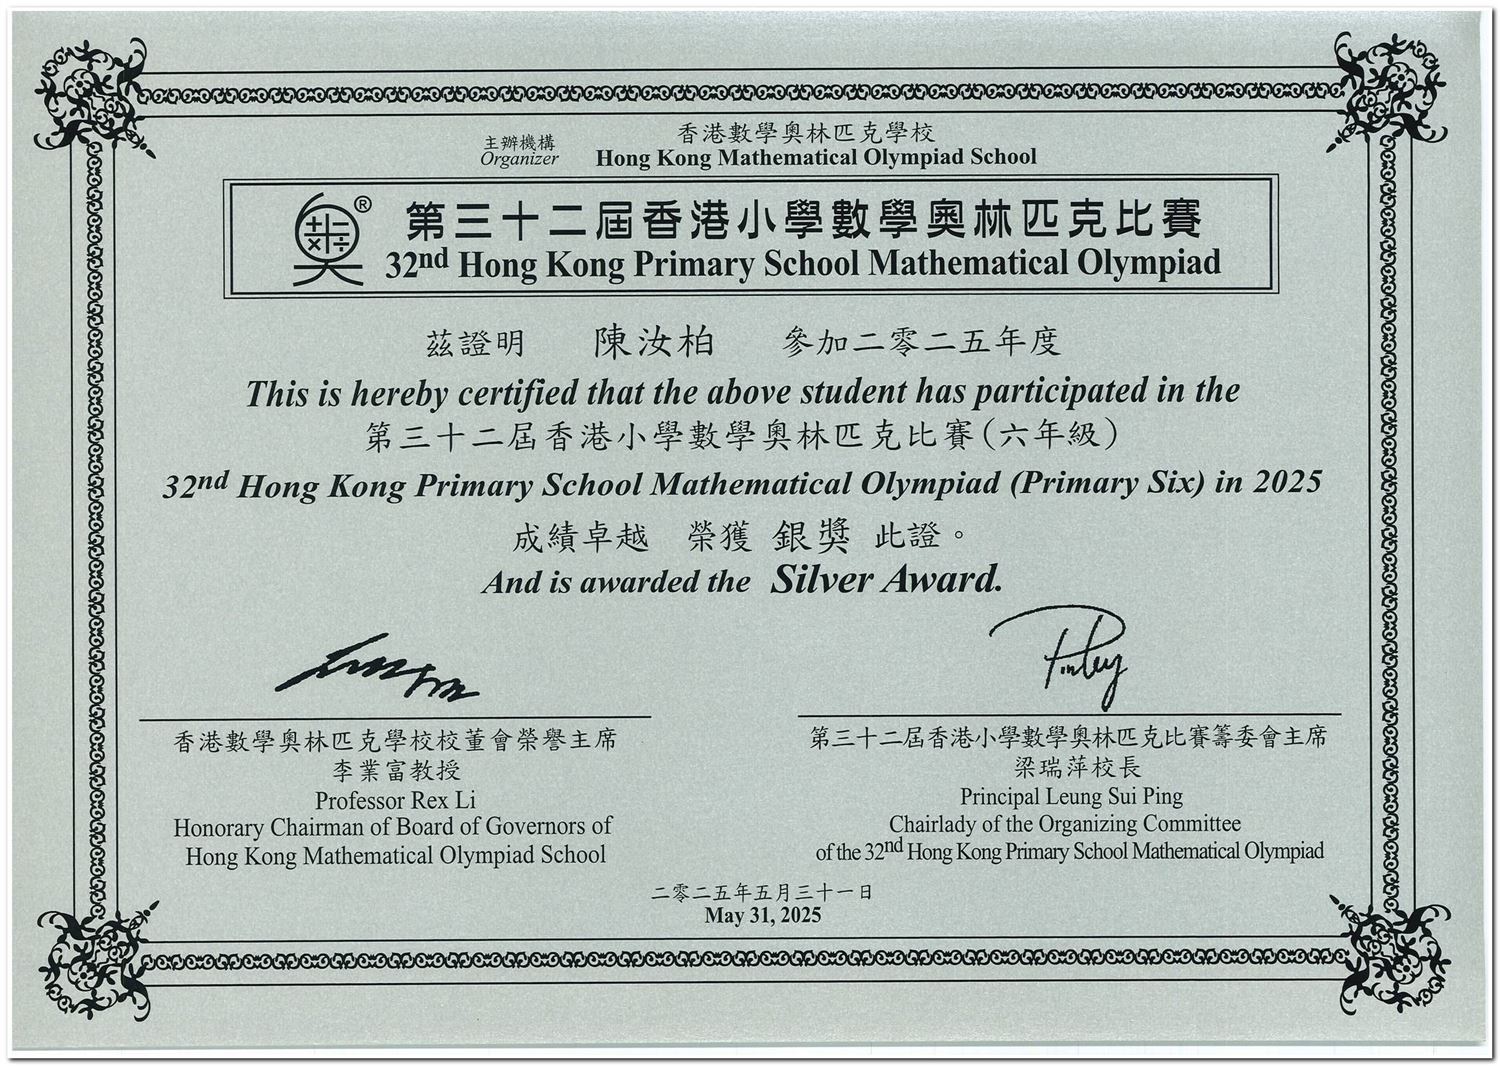 主辦機構 香港數學奧林匹克學校
Organizer Hong Kong Mathematical Olympiad School
®
第三十二屆香港小學數學奧林匹克比賽
32nd Hong Kong Primary School Mathematical Olympiad
茲證明 陳汝柏 參加二零二五年度
This is hereby certified that the above student has participated in the
第三十二屆香港小學數學奧林匹克比賽(六年級)
32nd Hong Kong Primary School Mathematical Olympiad (Primary Six) in 2025
成績卓越 榮獲 銀獎 此證。
And is awarded the Silver Award.
香港數學奧林匹克學校校董會榮譽主席
李業富教授
Professor Rex Li
Honorary Chairman of Board of Governors of
Hong Kong Mathematical Olympiad School
第三十二屆香港小學數學奧林匹克比賽籌委會主席
梁瑞萍校長
Principal Leung Sui Ping
Chairlady of the Organizing Committee
of the 32nd Hong Kong Primary School Mathematical Olympiad
二零二五年五月三十一日
May 31, 2025